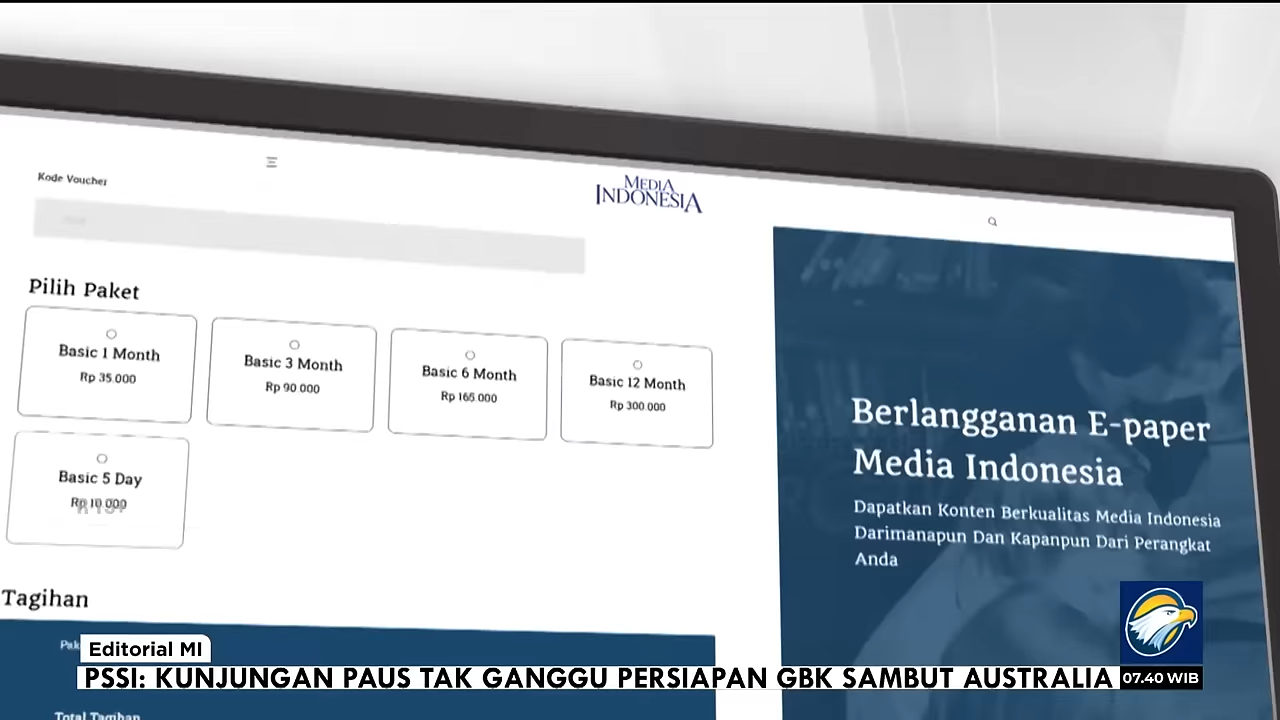 Kode Voucher
MEDIA
INDONESIA
Pilih Paket
Basic 1 Month
Rp 35.000
Basic 3 Month
Rp 90.000
Basic 6 Month
Rp 165.000
Basic 12 Month
Rp 300.000
Basic 5 Day
Rp 10.000
Berlangganan E-paper
Media Indonesia
Dapatkan Konten Berkualitas Media Indonesia
Darimanapun Dan Kapanpun Dari Perangkat
Anda
Tagihan
Total Tagihan
Editorial MI
PSSI: KUNJUNGAN PAUS TAK GANGGU PERSIAPAN GBK SAMBUT AUSTRALIA
07.40 WIB